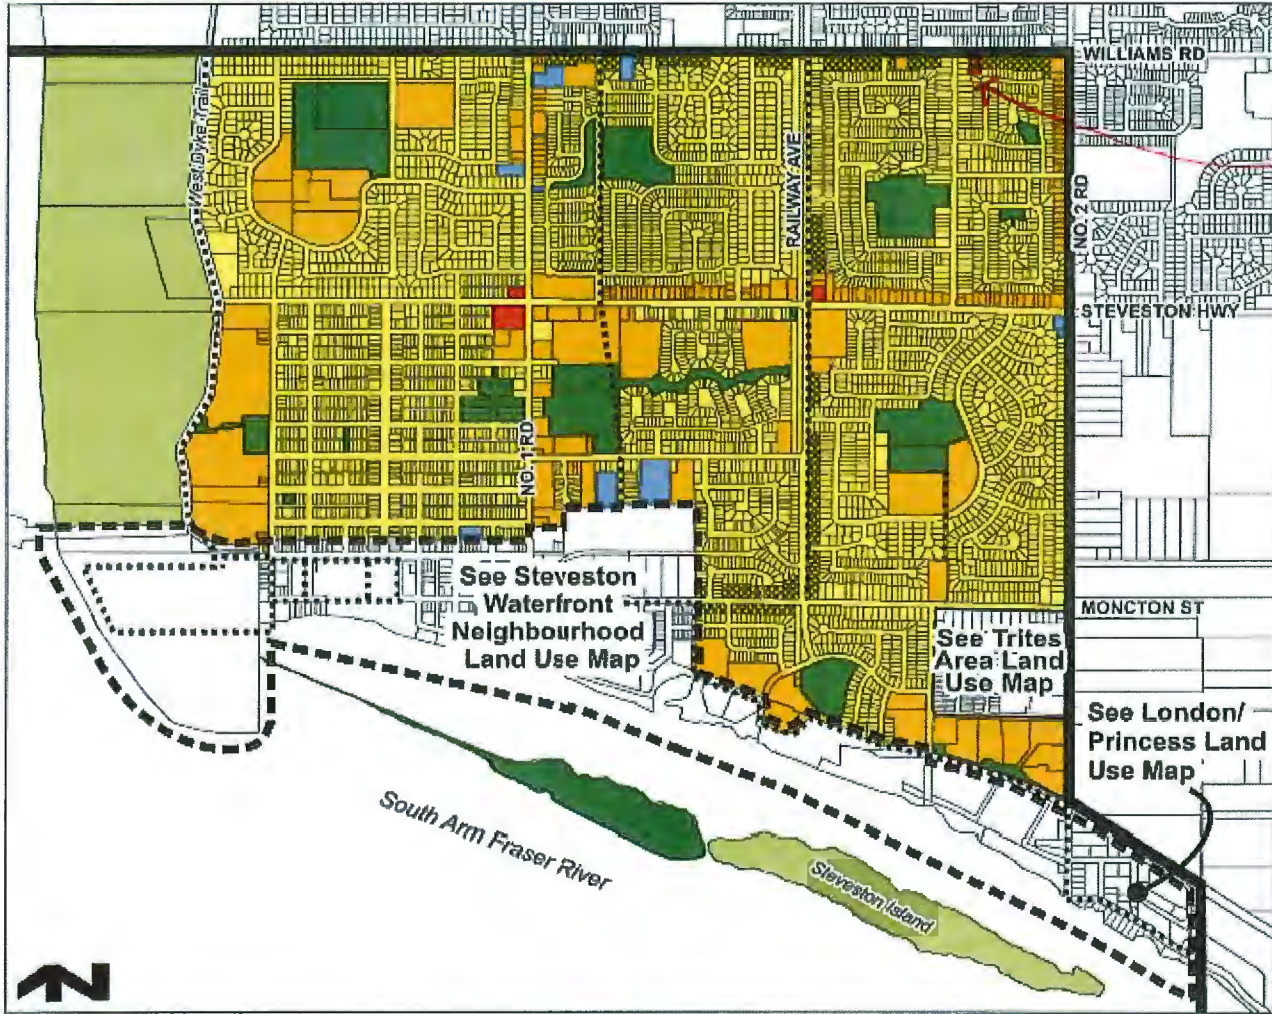 WILLIAMS RD
West Dyke Trail
RAILWAY AVE
NO. 2 RD
STEVESTON HWY
NO. 1 RD
See Steveston
Waterfront
Neighbourhood
Land Use Map
MONCTON ST
See Trites
Area Land
Use Map
See London/
Princess Land
Use Map
South Arm Fraser River
Steveston Island
N